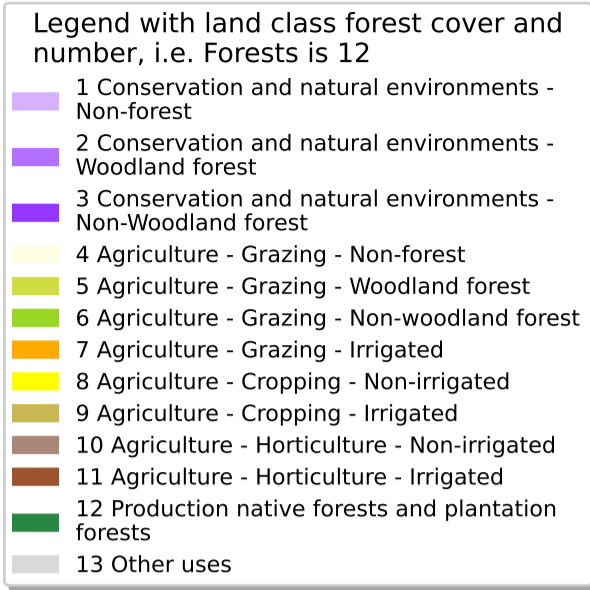 Legend with land class forest cover and
number, i.e. Forests is 12
1 Conservation and natural environments -
Non-forest
2 Conservation and natural environments -
Woodland forest
3 Conservation and natural environments -
Non-Woodland forest
4 Agriculture - Grazing - Non-forest
5 Agriculture - Grazing - Woodland forest
6 Agriculture - Grazing - Non-woodland forest
7 Agriculture - Grazing - Irrigated
8 Agriculture - Cropping - Non-irrigated
9 Agriculture - Cropping - Irrigated
10 Agriculture - Horticulture - Non-irrigated
11 Agriculture - Horticulture - Irrigated
12 Production native forests and plantation
forests
13 Other uses